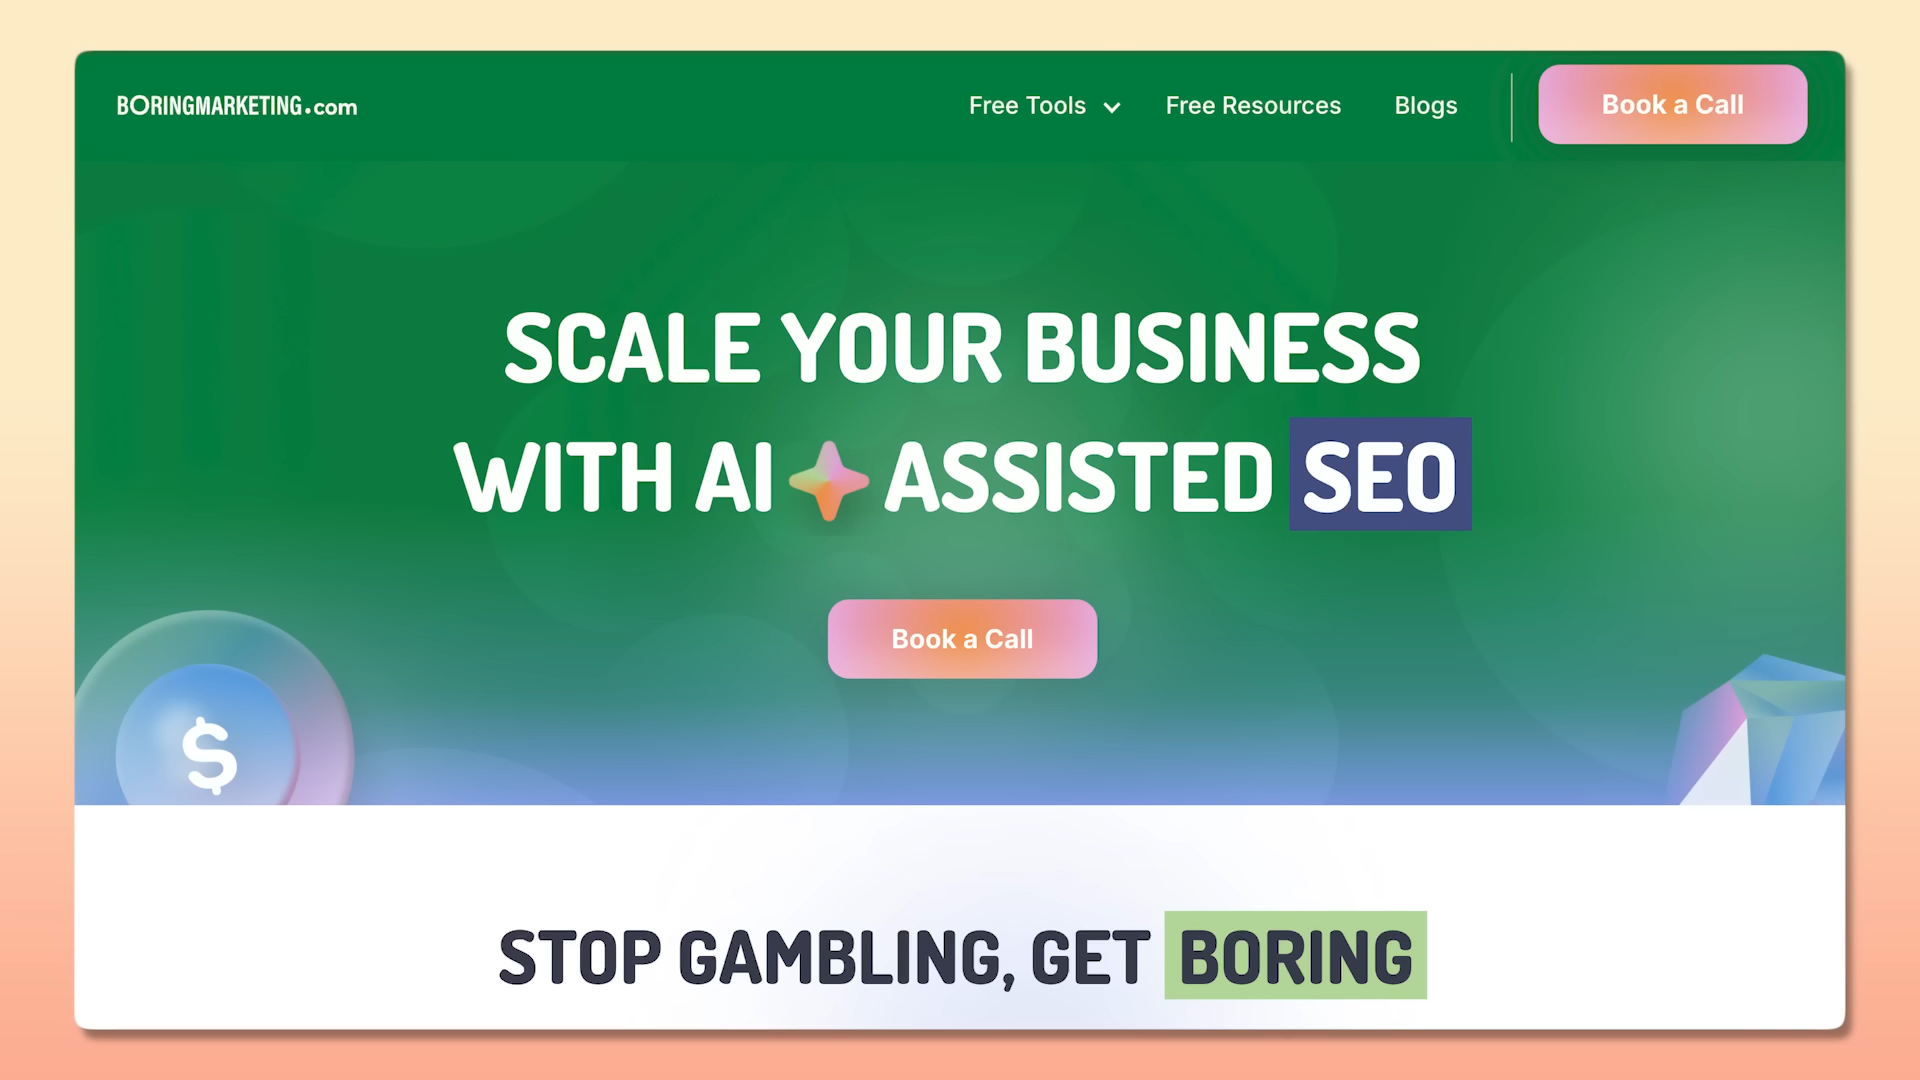 BORINGMARKETING.com
Free Tools
Free Resources
Blogs
Book a Call
SCALE YOUR BUSINESS
WITH AI ASSISTED SEO
Book a Call
$
STOP GAMBLING, GET BORING